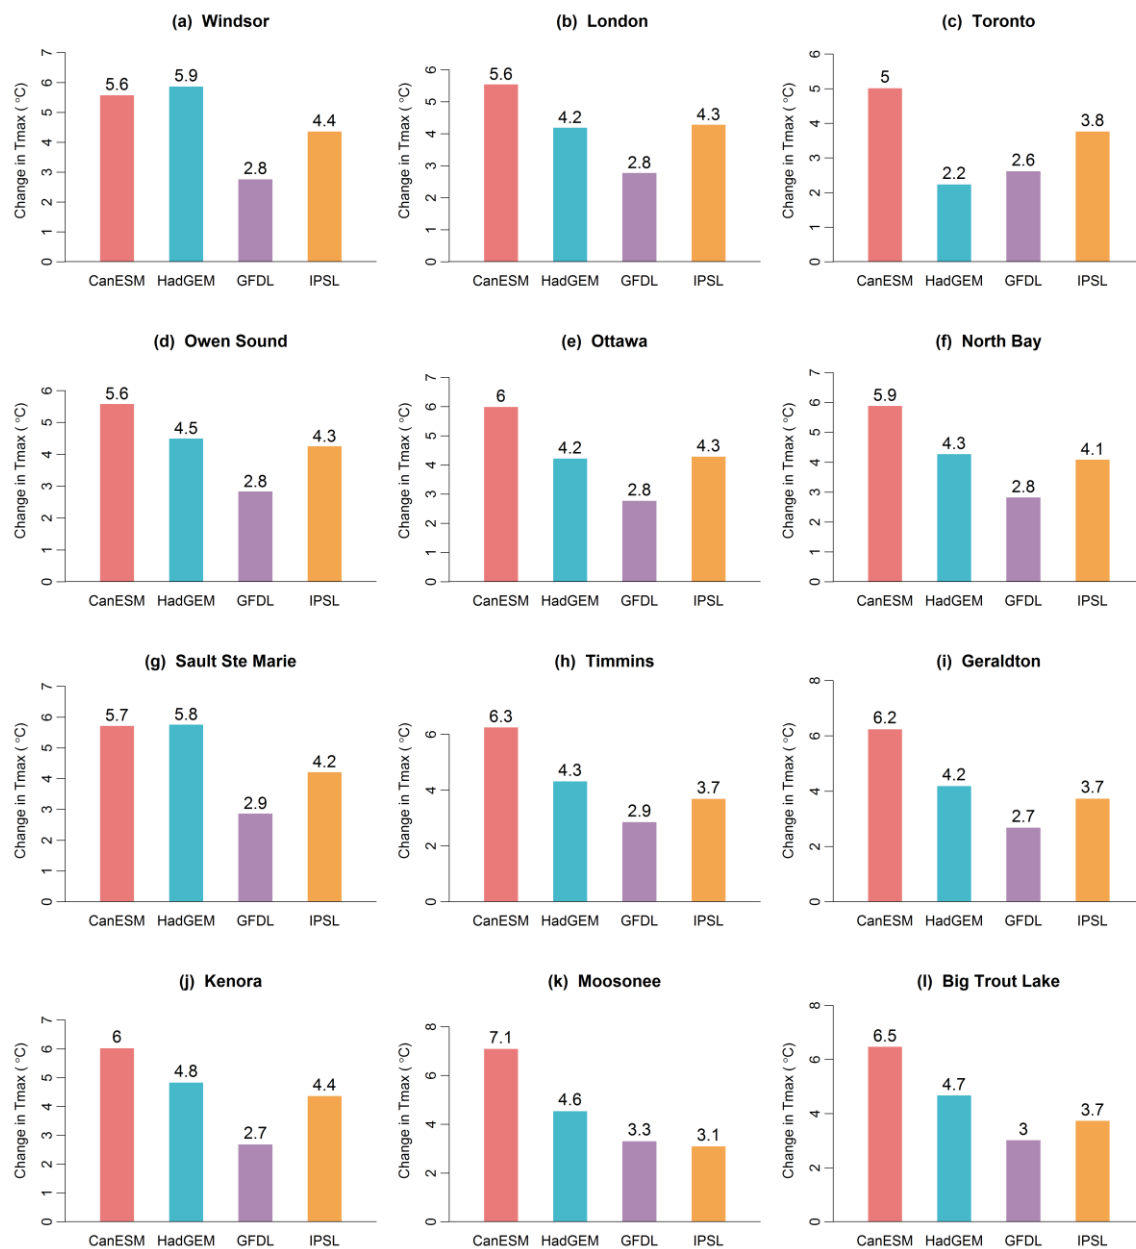 (a) Windsor
Change in Tmax ( °C)
0 1 2 3 4 5 6 7
5.6 5.9 2.8 4.4
CanESM HadGEM GFDL IPSL
(b) London
Change in Tmax ( °C)
0 1 2 3 4 5 6
5.6 4.2 2.8 4.3
CanESM HadGEM GFDL IPSL
(c) Toronto
Change in Tmax ( °C)
0 1 2 3 4 5 6
5 2.2 2.6 3.8
CanESM HadGEM GFDL IPSL
(d) Owen Sound
Change in Tmax ( °C)
0 1 2 3 4 5 6
5.6 4.5 2.8 4.3
CanESM HadGEM GFDL IPSL
(e) Ottawa
Change in Tmax ( °C)
0 1 2 3 4 5 6 7
6 4.2 2.8 4.3
CanESM HadGEM GFDL IPSL
(f) North Bay
Change in Tmax ( °C)
0 1 2 3 4 5 6 7
5.9 4.3 2.8 4.1
CanESM HadGEM GFDL IPSL
(g) Sault Ste Marie
Change in Tmax ( °C)
0 1 2 3 4 5 6 7
5.7 5.8 2.9 4.2
CanESM HadGEM GFDL IPSL
(h) Timmins
Change in Tmax ( °C)
0 2 4 6
6.3 4.3 2.9 3.7
CanESM HadGEM GFDL IPSL
(i) Geraldton
Change in Tmax ( °C)
0 2 4 6 8
6.2 4.2 2.7 3.7
CanESM HadGEM GFDL IPSL
(j) Kenora
Change in Tmax ( °C)
0 1 2 3 4 5 6 7
6 4.8 2.7 4.4
CanESM HadGEM GFDL IPSL
(k) Moosonee
Change in Tmax ( °C)
0 2 4 6 8
7.1 4.6 3.3 3.1
CanESM HadGEM GFDL IPSL
(l) Big Trout Lake
Change in Tmax ( °C)
0 2 4 6 8
6.5 4.7 3 3.7
CanESM HadGEM GFDL IPSL